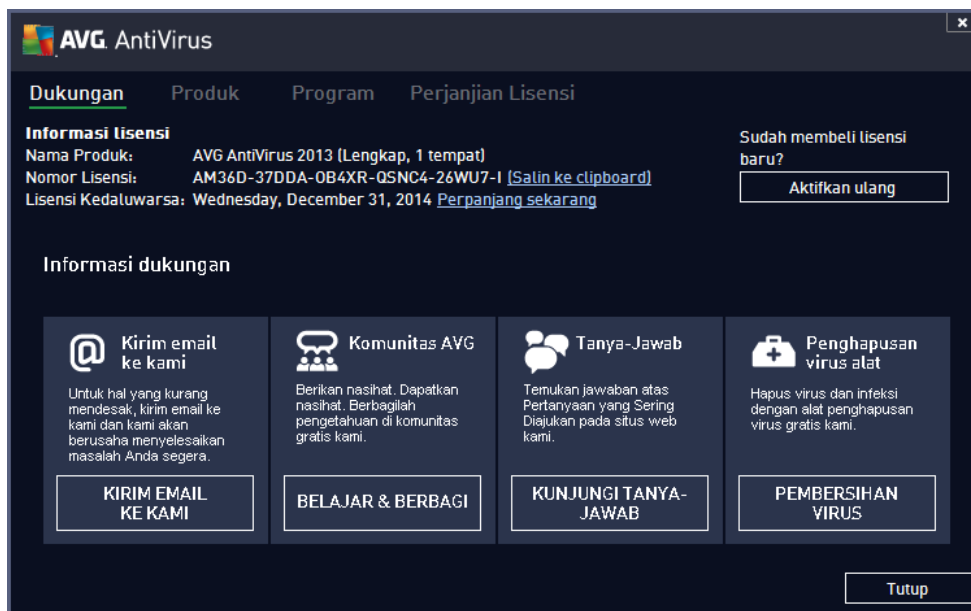 AVG. AntiVirus
Dukungan Produk Program Perjanjian Lisensi
Informasi lisensi
Nama Produk: AVG AntiVirus 2013 (Lengkap, 1 tempat)
Nomor Lisensi: AM36D-37DDA-0B4XR-QSNC4-26WU7-I (Salin ke clipboard)
Lisensi Kedaluwarsa: Wednesday, December 31, 2014 Perpanjang sekarang
Sudah membeli lisensi
baru?
Aktifkan ulang
Informasi dukungan
Kirim email
ke kami
Untuk hal yang kurang
mendesak, kirim email ke
kami dan kami akan
berusaha menyelesaikan
masalah Anda segera.
KIRIM EMAIL
KE KAMI
Komunitas AVG
Berikan nasihat. Dapatkan
nasihat. Berbagilah
pengetahuan di komunitas
gratis kami.
BELAJAR & BERBAGI
Tanya-Jawab
Temukan jawaban atas
Pertanyaan yang Sering
Diajukan pada situs web
kami.
KUNJUNGI TANYA-
JAWAB
Penghapusan
virus alat
Hapus virus dan infeksi
dengan alat penghapusan
virus gratis kami.
PEMBERSIHAN
VIRUS
Tutup